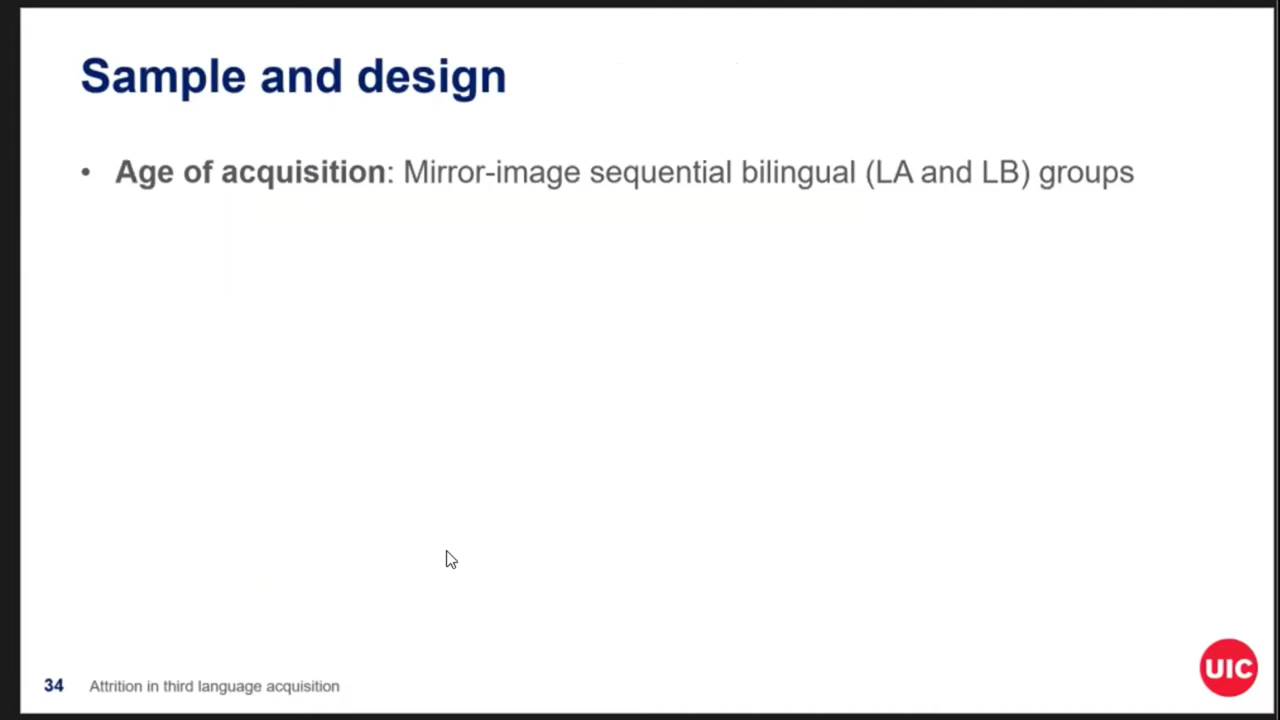 Sample and design
• Age of acquisition: Mirror-image sequential bilingual (LA and LB) groups
34 Attrition in third language acquisition
UIC